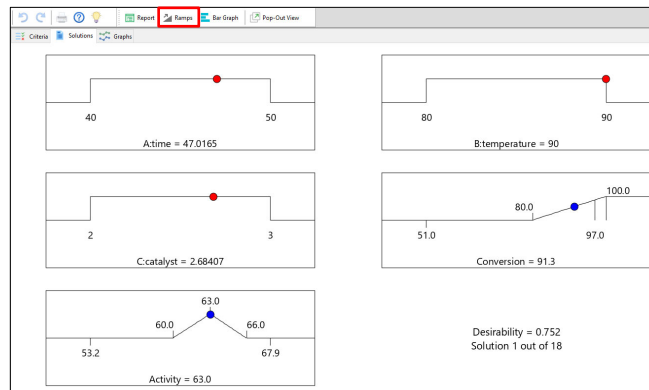 Report Ramps Bar Graph Pop-Out View
Criteria Solutions Graphs
40 50
A:time = 47.0165
80 90
B:temperature = 90
2 3
C:catalyst = 2.68407
100.0
80.0
51.0 97.0
Conversion = 91.3
63.0
60.0 66.0
53.2 67.9
Activity = 63.0
Desirability = 0.752
Solution 1 out of 18